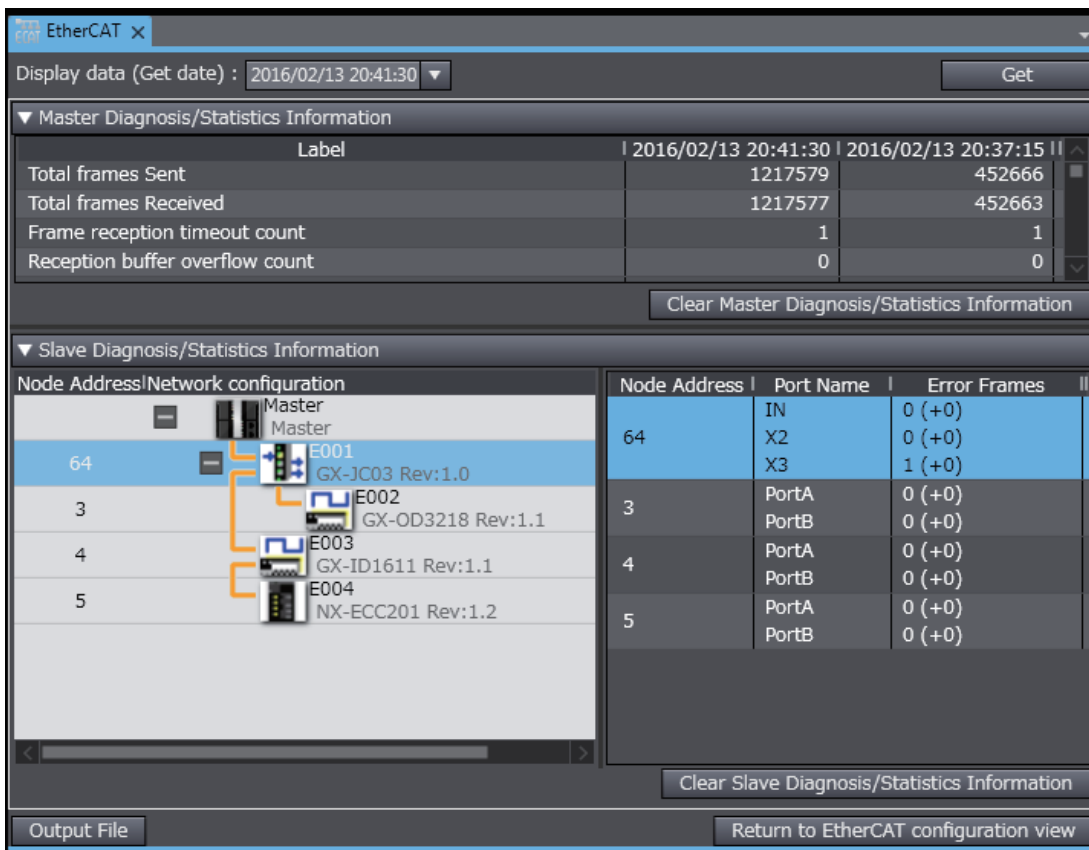 ECAT EtherCAT ×
Display data (Get date) : 2016/02/13 20:41:30 ▼ Get
▼ Master Diagnosis/Statistics Information
Label 2016/02/13 20:41:30 2016/02/13 20:37:15
Total frames Sent 1217579 452666
Total frames Received 1217577 452663
Frame reception timeout count 1 1
Reception buffer overflow count 0 0
Clear Master Diagnosis/Statistics Information
▼ Slave Diagnosis/Statistics Information
Node Address Network configuration
Master
Master
64 E001
GX-JC03 Rev:1.0
3 E002
GX-OD3218 Rev:1.1
4 E003
GX-ID1611 Rev:1.1
5 E004
NX-ECC201 Rev:1.2
Node Address Port Name Error Frames
64 IN 0 (+0)
X2 0 (+0)
X3 1 (+0)
3 PortA 0 (+0)
PortB 0 (+0)
4 PortA 0 (+0)
PortB 0 (+0)
5 PortA 0 (+0)
PortB 0 (+0)
Clear Slave Diagnosis/Statistics Information
Output File Return to EtherCAT configuration view